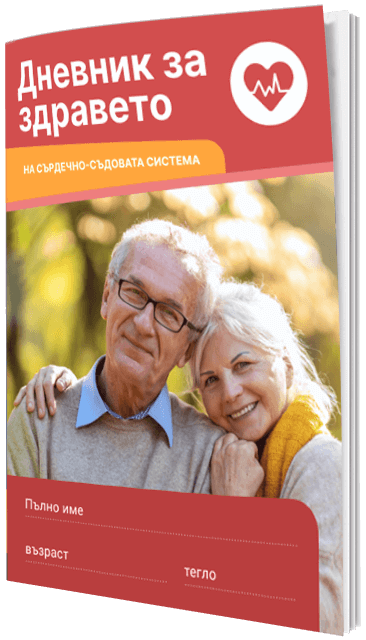 Дневник за
здравето
НА СЪРДЕЧНО-СЪДОВАТА СИСТЕМА
Пълно име
възраст
тегло